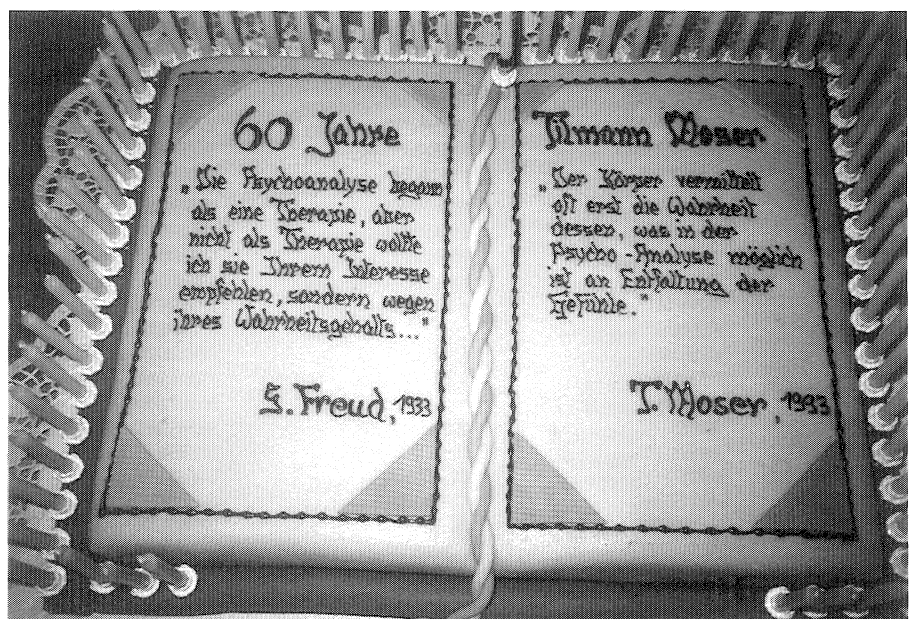 60 Jahre
„Die Psychoanalyse begann
als eine Therapie, aber
nicht als Therapie wollte
ich sie Ihrem Interesse
empfehlen, sondern wegen
ihres Wahrheitsgehalts..."
S. Freud, 1933
Tilmann Moser
„Der Körper vermittelt
oft erst die Wahrheit
dessen, was in der
Psycho-Analyse möglich
ist an Entfaltung der
Gefühle."
T. Moser, 1993